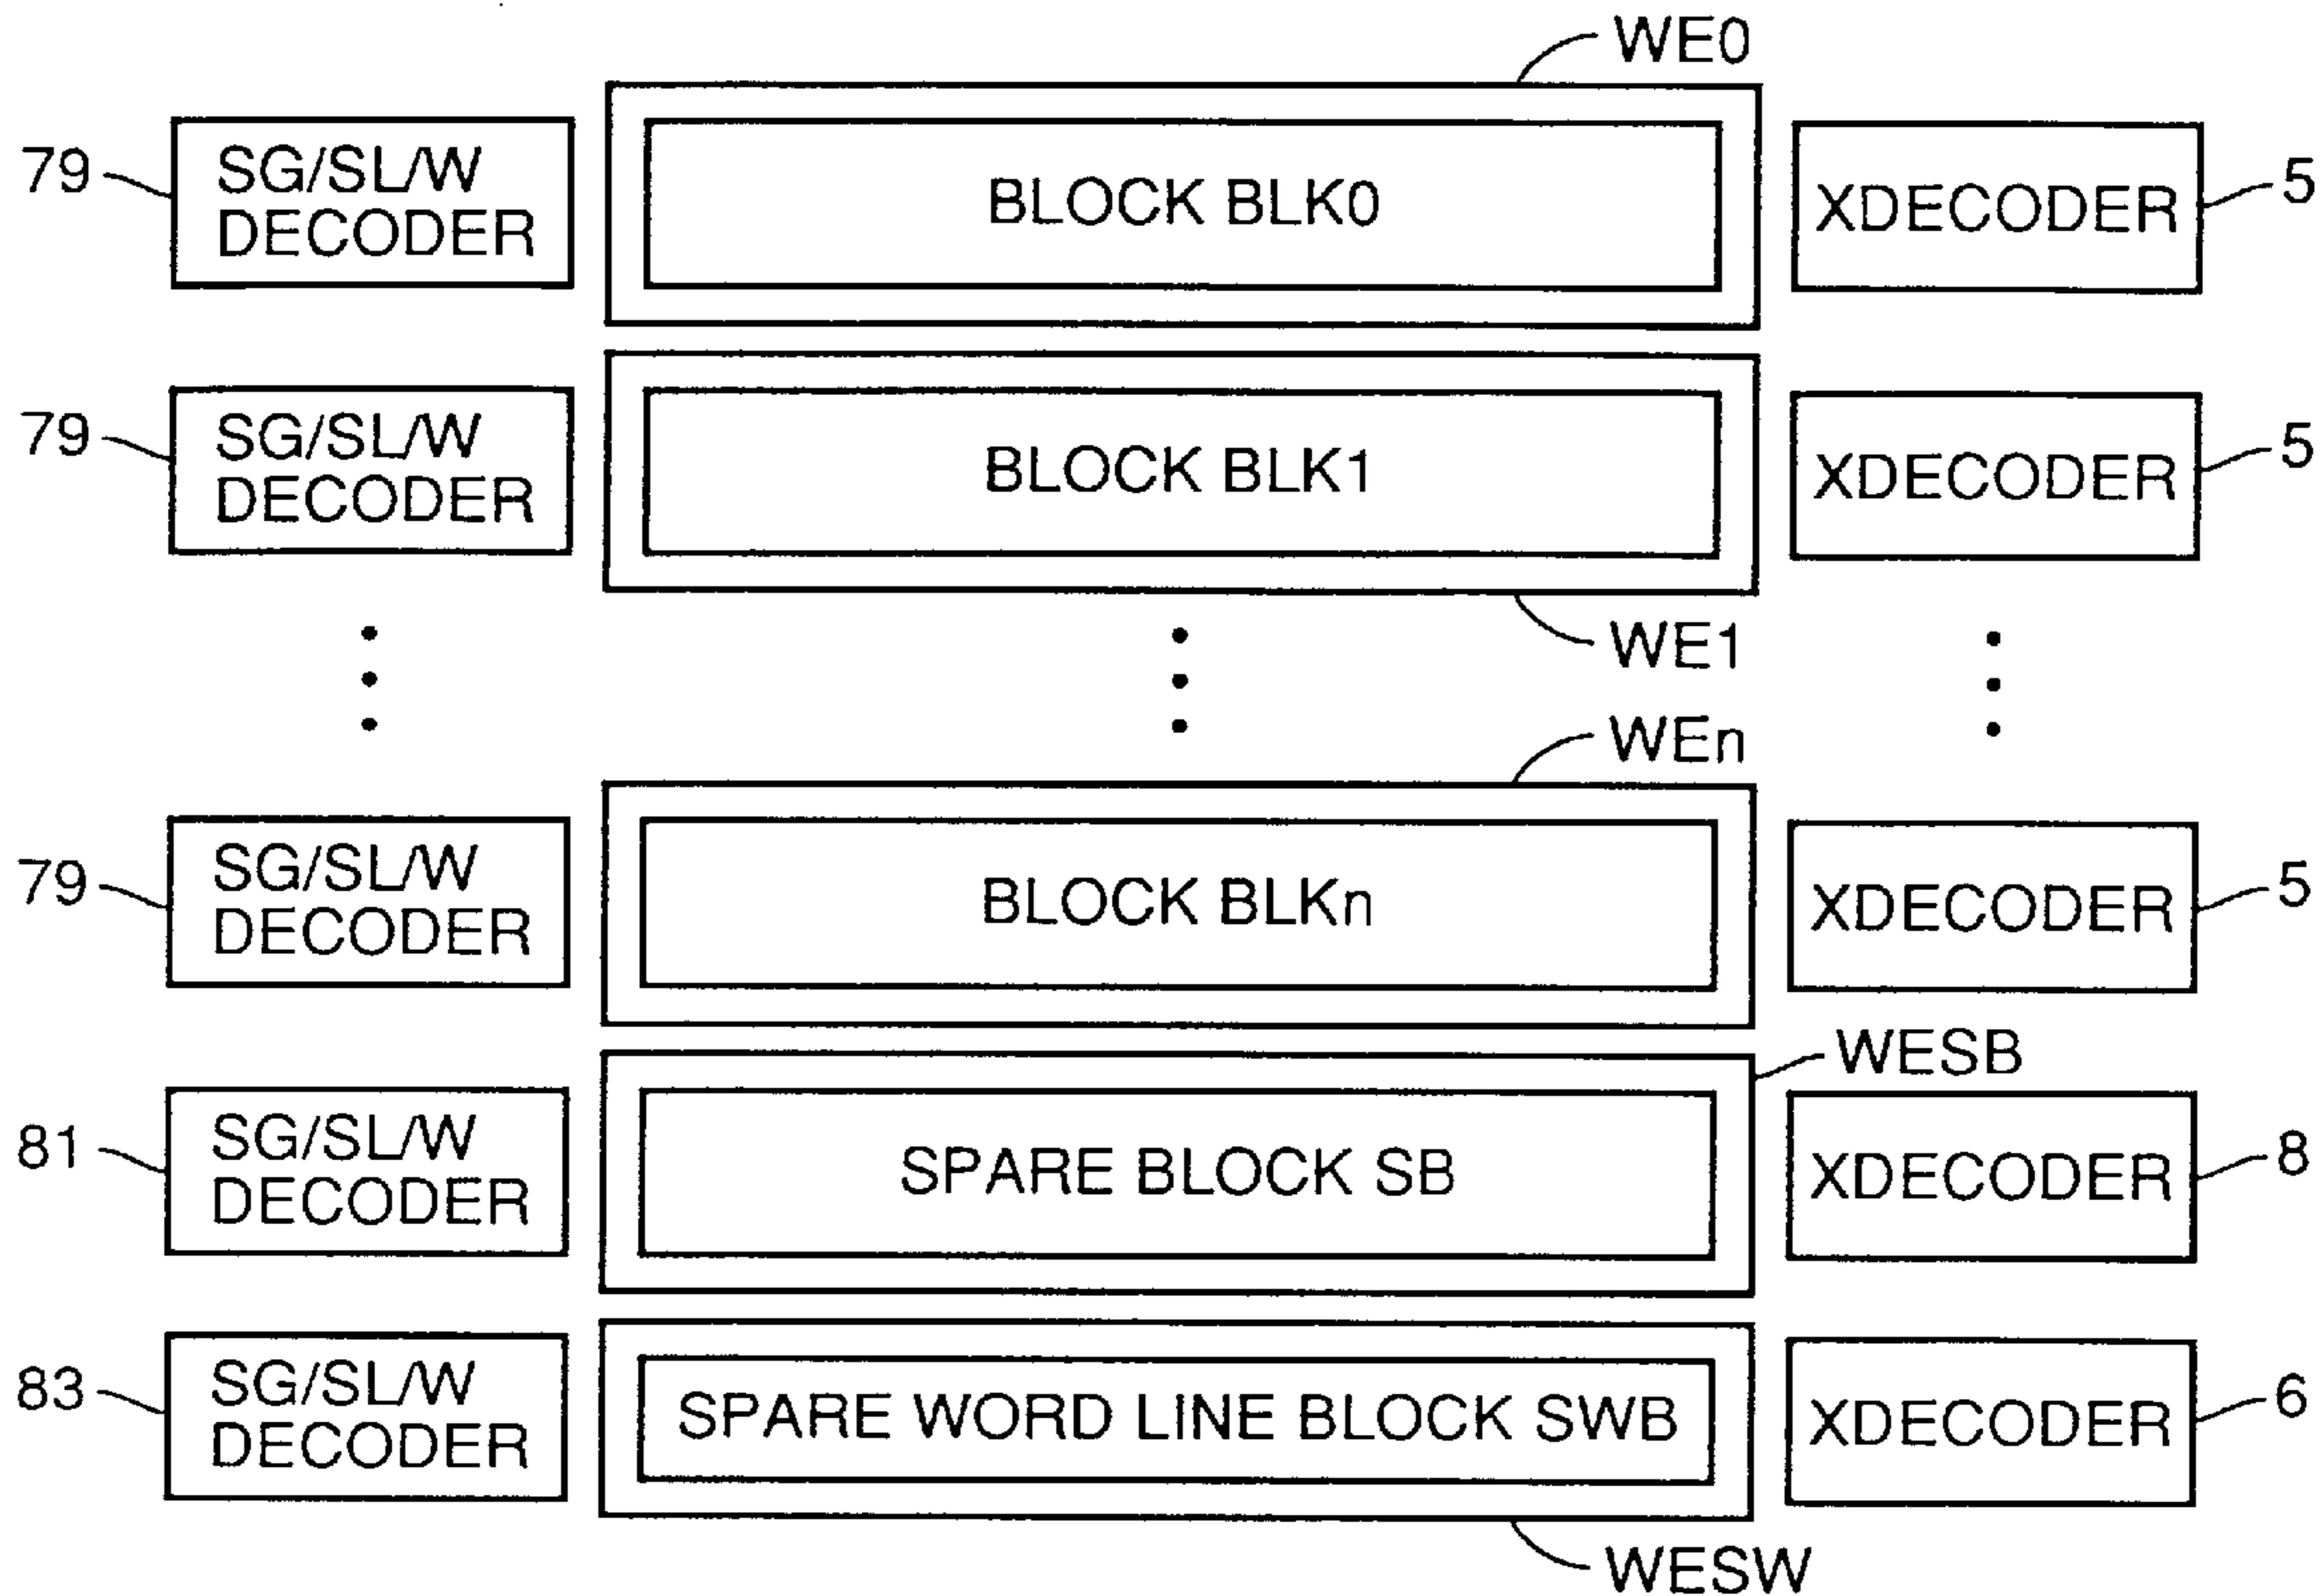 WE0
79
SG/SL/W
DECODER
BLOCK BLK0
XDECODER
5
79
SG/SL/W
DECODER
BLOCK BLK1
XDECODER
5
WE1
WEn
79
SG/SL/W
DECODER
BLOCK BLKn
XDECODER
5
WESB
81
SG/SL/W
DECODER
SPARE BLOCK SB
XDECODER
8
83
SG/SL/W
DECODER
SPARE WORD LINE BLOCK SWB
XDECODER
6
WESW